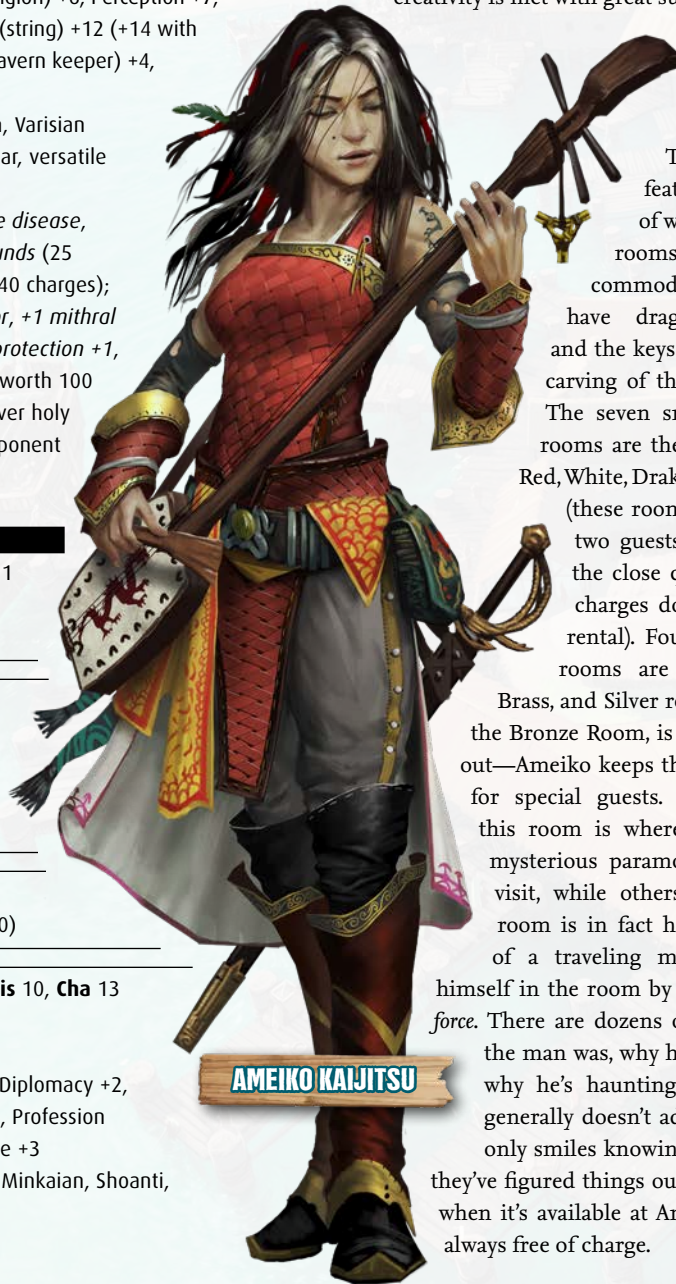 gion) +6, Perception +7,
(string) +12 (+14 with
avern keeper) +4,
, Varisian
ar, versatile
e disease,
unds (25
40 charges);
r, +1 mithral
protection +1,
worth 100
ver holy
ponent
1
0)
is 10, Cha 13
Diplomacy +2,
, Profession
e +3
Minkaian, Shoanti,
AMEIKO KAIJITSU
creativity is met with great su
T
feat
of w
rooms
commod
have drag
and the keys
carving of th
The seven sm
rooms are the
Red, White, Drak
(these room
two guests
the close q
charges do
rental). Fou
rooms are
Brass, and Silver r
the Bronze Room, is
out—Ameiko keeps th
for special guests.
this room is where
mysterious paramo
visit, while others
room is in fact h
of a traveling m
himself in the room by
force. There are dozens o
the man was, why h
why he's haunting
generally doesn't ac
only smiles knowin
they've figured things ou
when it's available at Am
always free of charge.